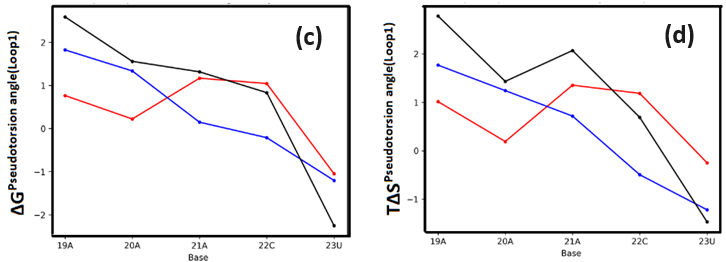 (c)
ΔG^Pseudotorsion angle(Loop1)
2
1
0
−1
−2
19A 20A 21A 22C 23U
Base
(d)
TΔS^Pseudotorsion angle(Loop1)
2
1
0
−1
19A 20A 21A 22C 23U
Base